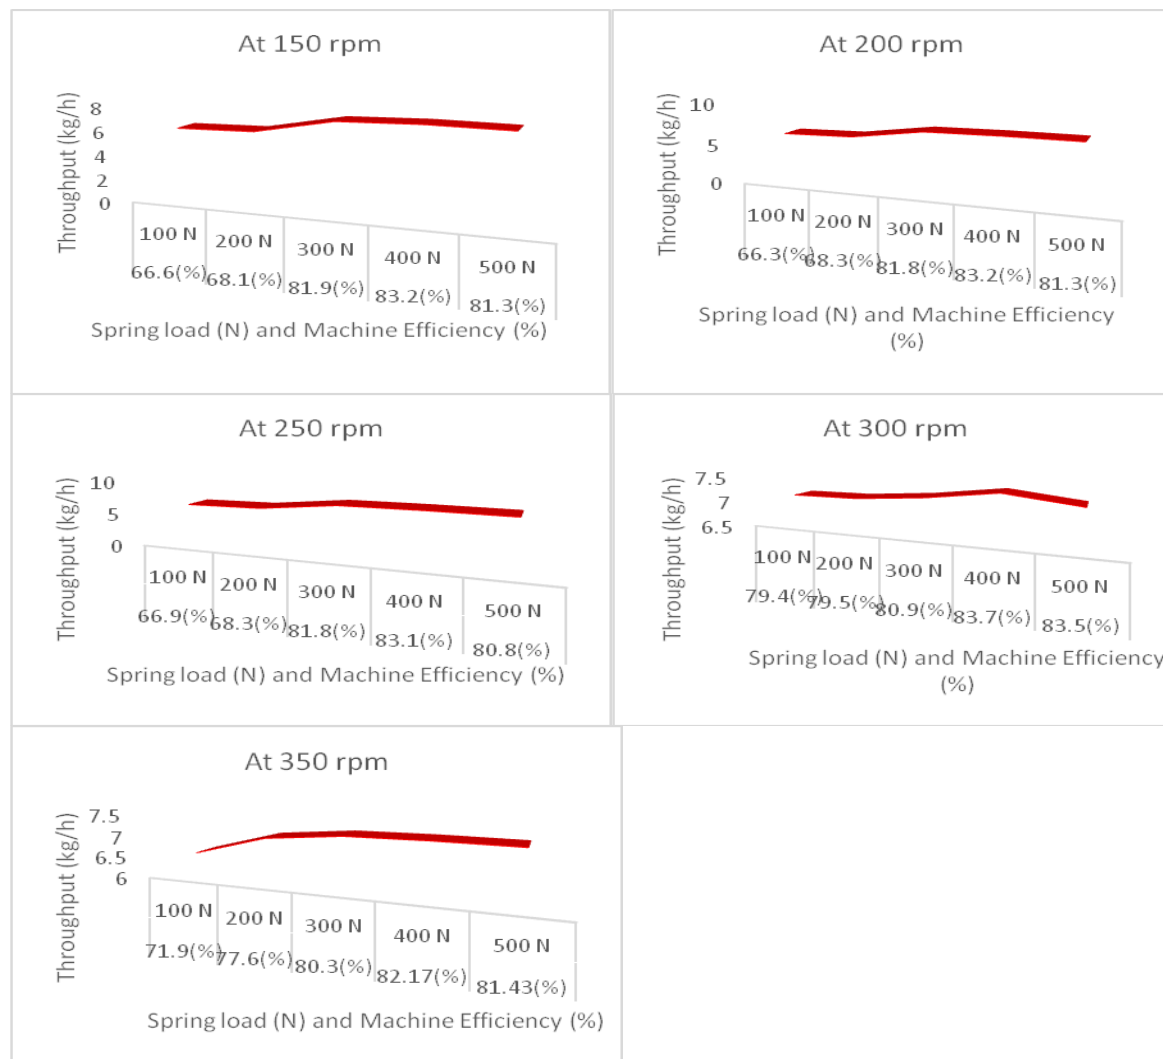 At 150 rpm
Throughput (kg/h)
8
6
4
2
0
100 N
200 N
300 N
400 N
500 N
66.6(%)
68.1(%)
81.9(%)
83.2(%)
81.3(%)
Spring load (N) and Machine Efficiency (%)
At 200 rpm
Throughput (kg/h)
10
5
0
100 N
200 N
300 N
400 N
500 N
66.3(%)
68.3(%)
81.8(%)
83.2(%)
81.3(%)
Spring load (N) and Machine Efficiency
(%)
At 250 rpm
Throughput (kg/h)
10
5
0
100 N
200 N
300 N
400 N
500 N
66.9(%)
68.3(%)
81.8(%)
83.1(%)
80.8(%)
Spring load (N) and Machine Efficiency (%)
At 300 rpm
Throughput (kg/h)
7.5
7
6.5
100 N
200 N
300 N
400 N
500 N
79.4(%)
79.5(%)
80.9(%)
83.7(%)
83.5(%)
Spring load (N) and Machine Efficiency
(%)
At 350 rpm
Throughput (kg/h)
7.5
7
6.5
6
100 N
200 N
300 N
400 N
500 N
71.9(%)
77.6(%)
80.3(%)
82.17(%)
81.43(%)
Spring load (N) and Machine Efficiency (%)